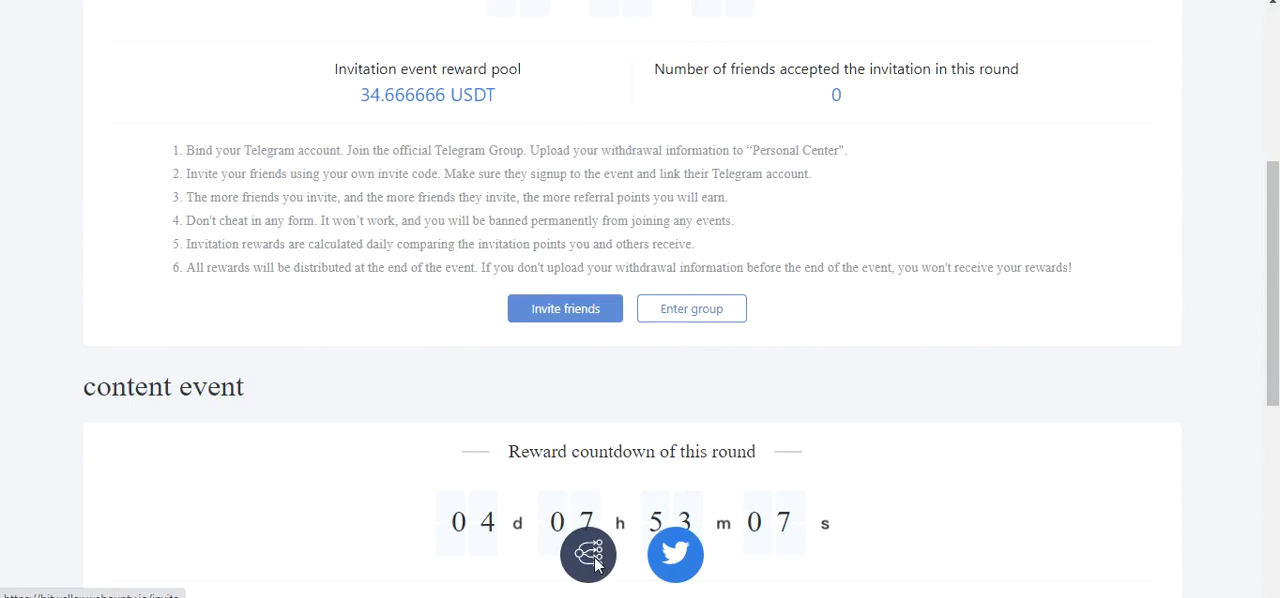 Invitation event reward pool
Number of friends accepted the invitation in this round
34.666666 USDT
0
1. Bind your Telegram account. Join the official Telegram Group. Upload your withdrawal information to “Personal Center".
2. Invite your friends using your own invite code. Make sure they signup to the event and link their Telegram account.
3. The more friends you invite, and the more friends they invite, the more referral points you will earn.
4. Don't cheat in any form. It won’t work, and you will be banned permanently from joining any events.
5. Invitation rewards are calculated daily comparing the invitation points you and others receive.
6. All rewards will be distributed at the end of the event. If you don't upload your withdrawal information before the end of the event, you won't receive your rewards!
Invite friends
Enter group
content event
Reward countdown of this round
04 d 07 h 53 m 07 s